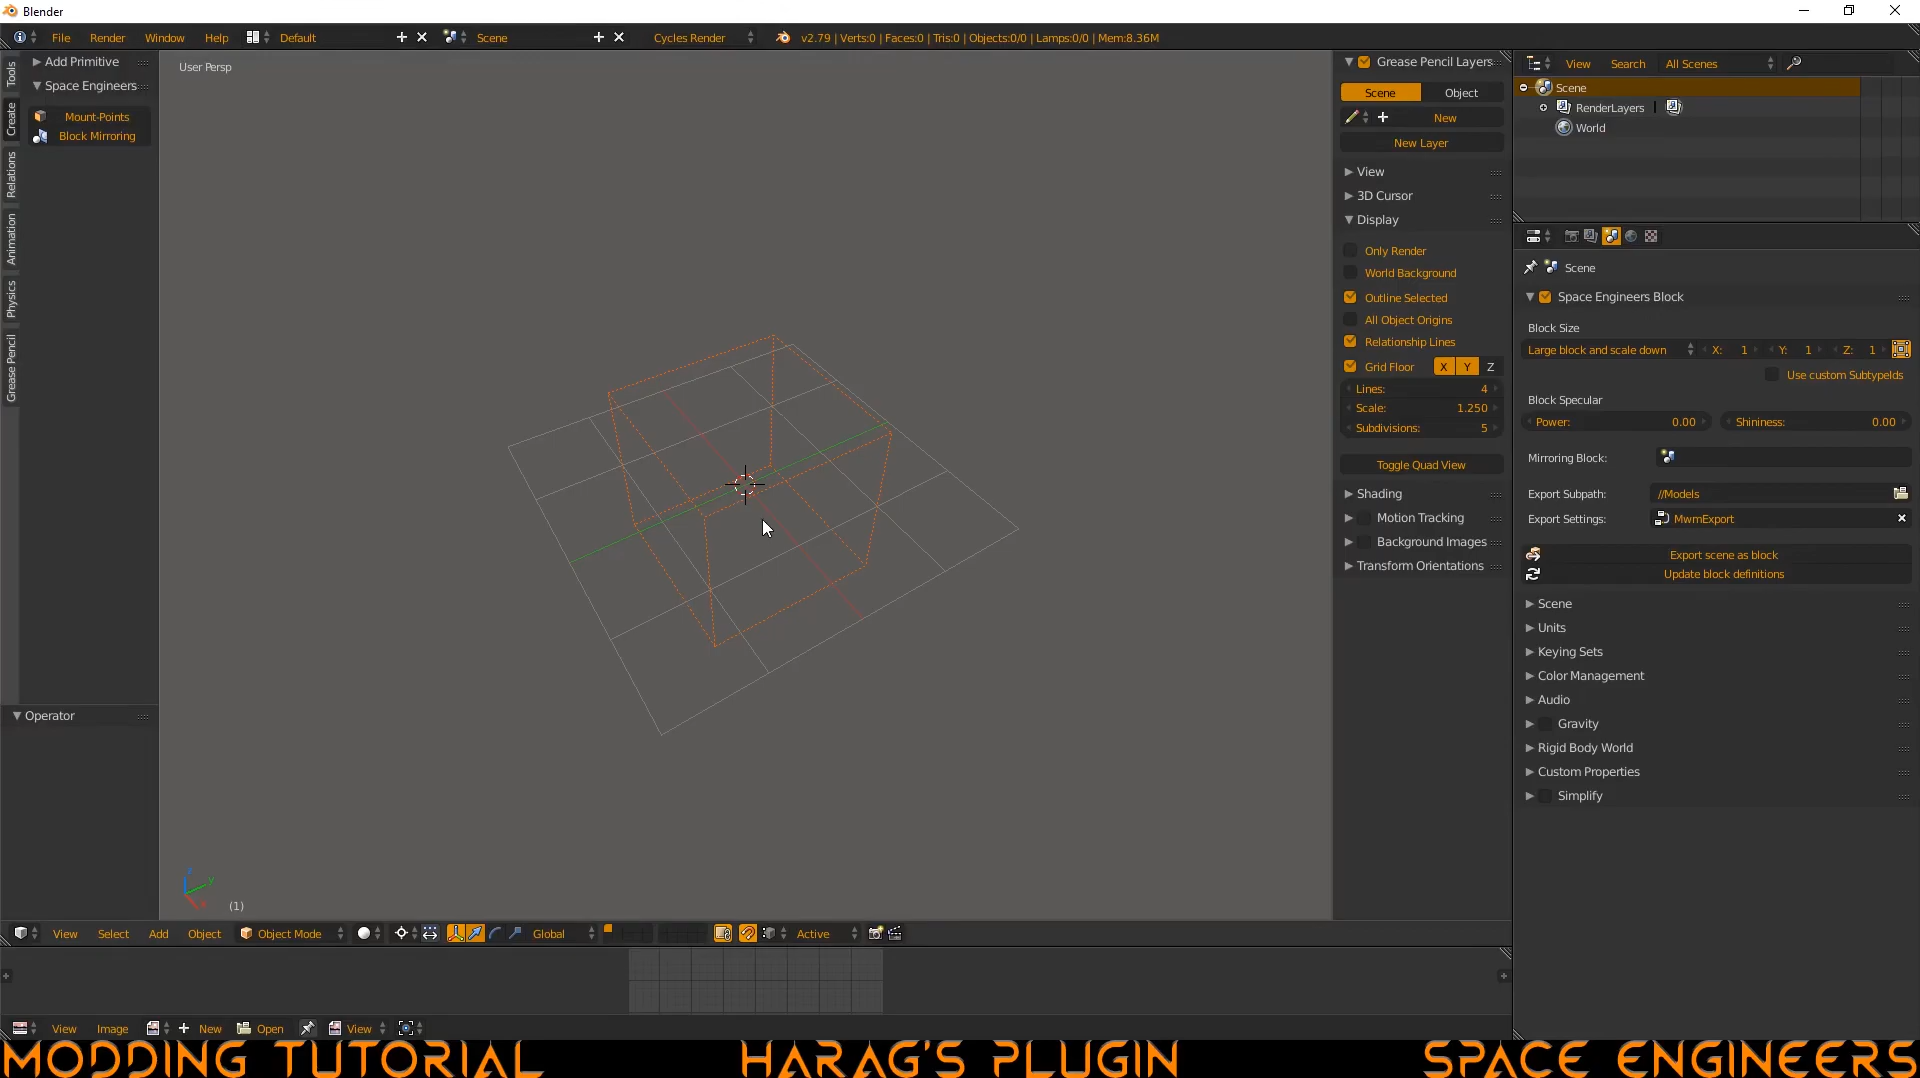 Blender
File Render Window Help Default Scene Cycles Render v2.79 | Verts:0 | Faces:0 | Tris:0 | Objects:0/0 | Lamps:0/0 | Mem:8.36M
Tools
Create
Relations
Animation
Physics
Grease Pencil
Add Primitive
Space Engineers
Mount-Points
Block Mirroring
Operator
User Persp
(1)
z
y
x
Grease Pencil Layers
Scene Object
New
New Layer
View
3D Cursor
Display
Only Render
World Background
Outline Selected
All Object Origins
Relationship Lines
Grid Floor X Y Z
Lines: 4
Scale: 1.250
Subdivisions: 5
Toggle Quad View
Shading
Motion Tracking
Background Images
Transform Orientations
View Search All Scenes
Scene
RenderLayers
World
Scene
Space Engineers Block
Block Size
Large block and scale down X: 1 Y: 1 Z: 1
Use custom SubtypeIds
Block Specular
Power: 0.00 Shininess: 0.00
Mirroring Block:
Export Subpath: //Models
Export Settings: MwmExport
Export scene as block
Update block definitions
Scene
Units
Keying Sets
Color Management
Audio
Gravity
Rigid Body World
Custom Properties
Simplify
View Select Add Object Object Mode Global Active
View Image New Open View
MODDING TUTORIAL HARAG'S PLUGIN SPACE ENGINEERS